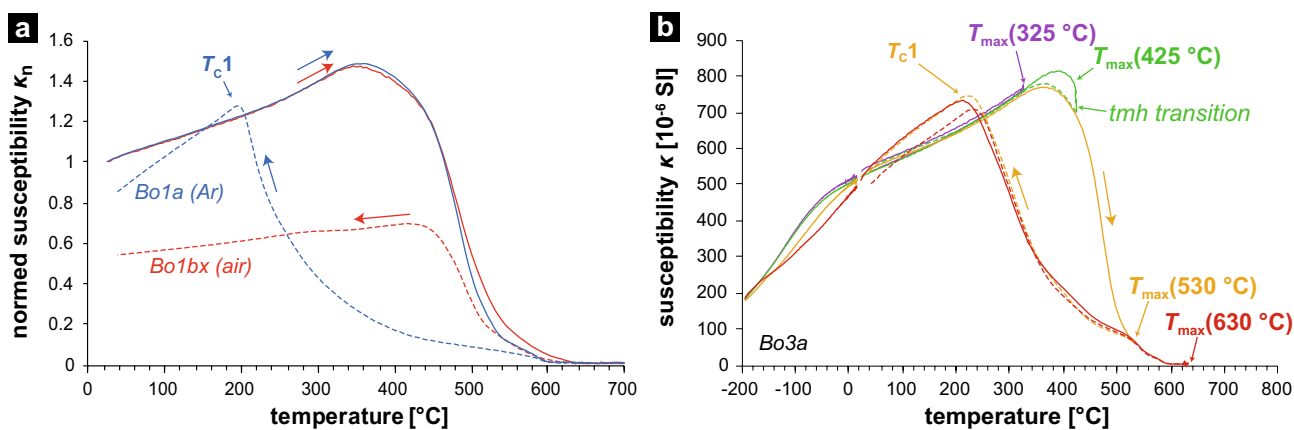 a
normed susceptibility κn
1.6
1.4
1.2
1
0.8
0.6
0.4
0.2
0
Tc1
Bo1a (Ar)
Bo1bx (air)
0 100 200 300 400 500 600 700
temperature [°C]
b
susceptibility κ [10-6 SI]
900
800
700
600
500
400
300
200
100
0
Tc1
Tmax(325 °C)
Tmax(425 °C)
tmh transition
Tmax(530 °C)
Tmax(630 °C)
Bo3a
-200 -100 0 100 200 300 400 500 600 700 800
temperature [°C]